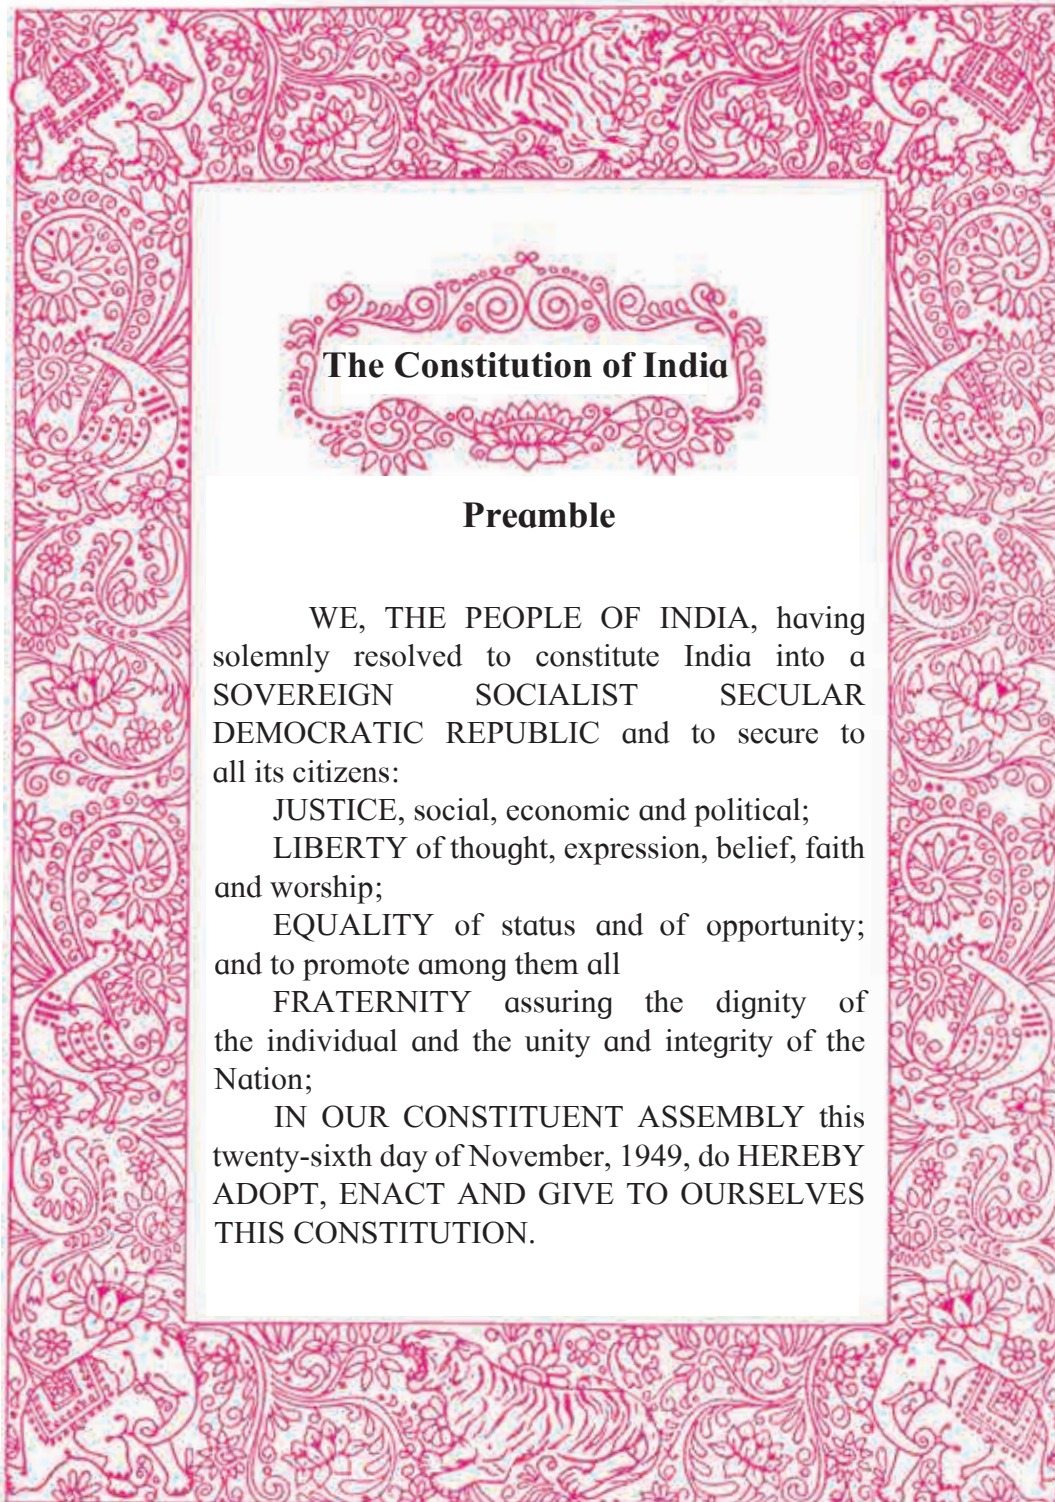 The Constitution of India
Preamble
WE, THE PEOPLE OF INDIA, having
solemnly resolved to constitute India into a
SOVEREIGN SOCIALIST SECULAR
DEMOCRATIC REPUBLIC and to secure to
all its citizens:
JUSTICE, social, economic and political;
LIBERTY of thought, expression, belief, faith
and worship;
EQUALITY of status and of opportunity;
and to promote among them all
FRATERNITY assuring the dignity of
the individual and the unity and integrity of the
Nation;
IN OUR CONSTITUENT ASSEMBLY this
twenty-sixth day of November, 1949, do HEREBY
ADOPT, ENACT AND GIVE TO OURSELVES
THIS CONSTITUTION.